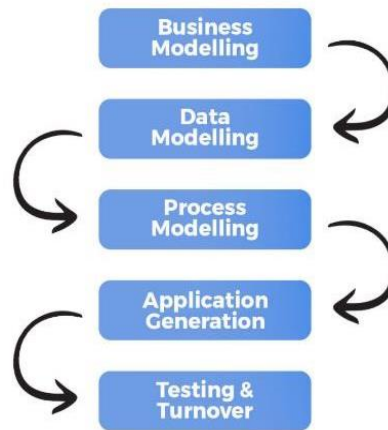 Business
Modelling
Data
Modelling
Process
Modelling
Application
Generation
Testing &
Turnover